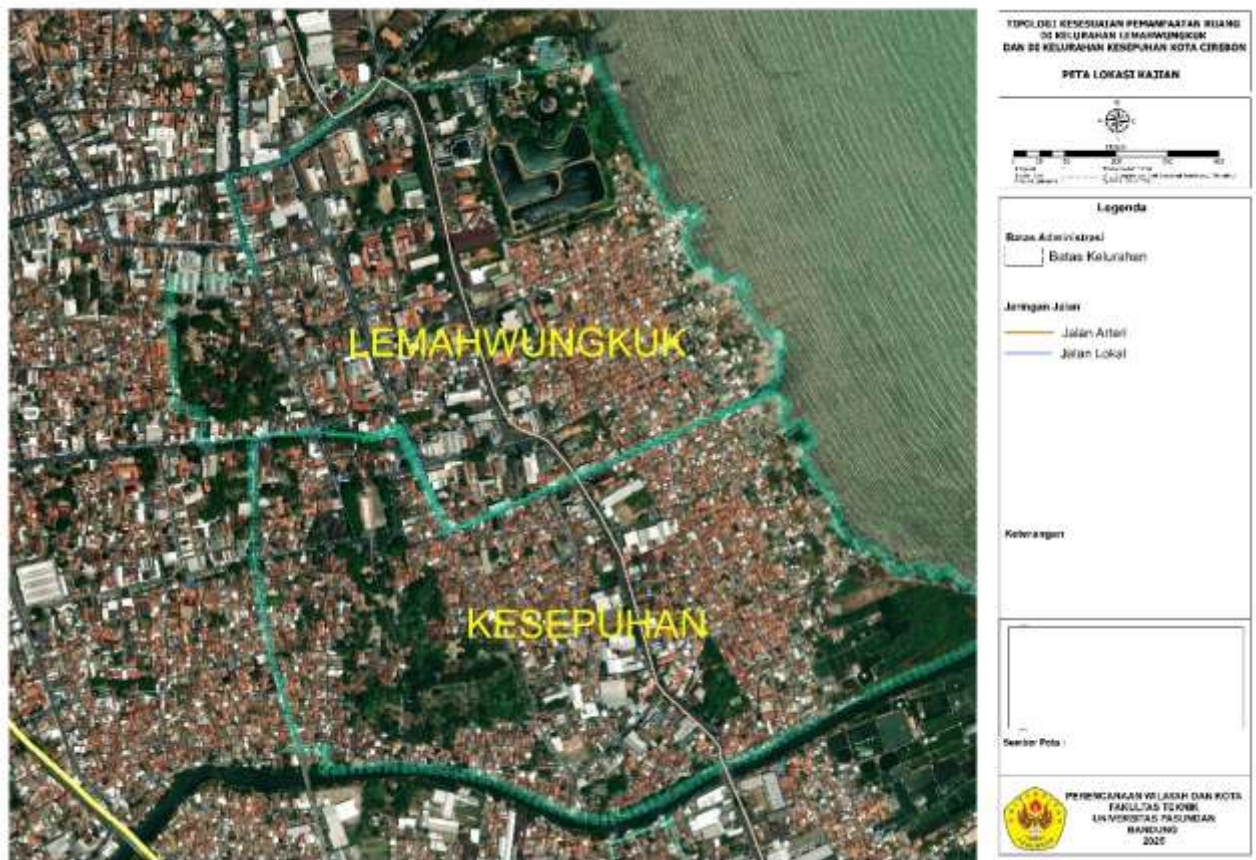 TIPOLOGI KESESUAIAN PEMANFAATAN RUANG
DI KELURAHAN LEMAHWUNGKUK
DAN DI KELURAHAN KESEPUHAN KOTA CIREBON
PETA LOKASI KAJIAN
Legenda
Batas Administrasi
Batas Kelurahan
Jaringan Jalan
Jalan Arteri
Jalan Lokal
Keterangan
Sumber Peta :
PERENCANAAN WILAYAH DAN KOTA
FAKULTAS TEKNIK
UNIVERSITAS PASUNDAN
BANDUNG
2025
LEMAHWUNGKUK
KESEPUHAN